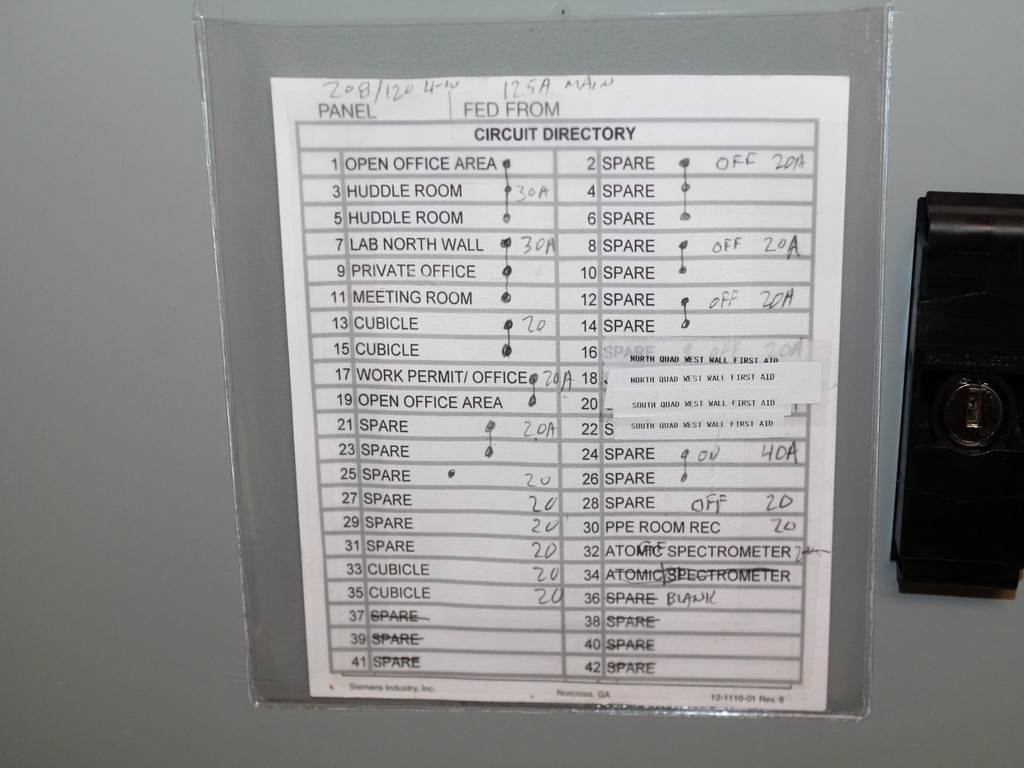 208/120 4-W 125A MAIN
PANEL FED FROM
CIRCUIT DIRECTORY
1 OPEN OFFICE AREA 2 SPARE OFF 20A
3 HUDDLE ROOM 30A 4 SPARE
5 HUDDLE ROOM 6 SPARE
7 LAB NORTH WALL 30A 8 SPARE OFF 20A
9 PRIVATE OFFICE 10 SPARE
11 MEETING ROOM 12 SPARE OFF 20A
13 CUBICLE 20 14 SPARE
15 CUBICLE 16 SPARE OFF 20A
NORTH QUAD WEST WALL FIRST AID
17 WORK PERMIT/ OFFICE 20A 18 NORTH QUAD WEST WALL FIRST AID
19 OPEN OFFICE AREA 20 SOUTH QUAD WEST WALL FIRST AID
21 SPARE 20A 22 S SOUTH QUAD WEST WALL FIRST AID
23 SPARE 24 SPARE ON 40A
25 SPARE 20 26 SPARE
27 SPARE 20 28 SPARE OFF 20
29 SPARE 20 30 PPE ROOM REC 20
31 SPARE 20 32 ATOMIC SPECTROMETER
33 CUBICLE 20 34 ATOMIC SPECTROMETER
35 CUBICLE 20 36 SPARE BLANK
37 SPARE 38 SPARE
39 SPARE 40 SPARE
41 SPARE 42 SPARE
Siemens Industry, Inc. Norcross, GA 12-1110-01 Rev. 6